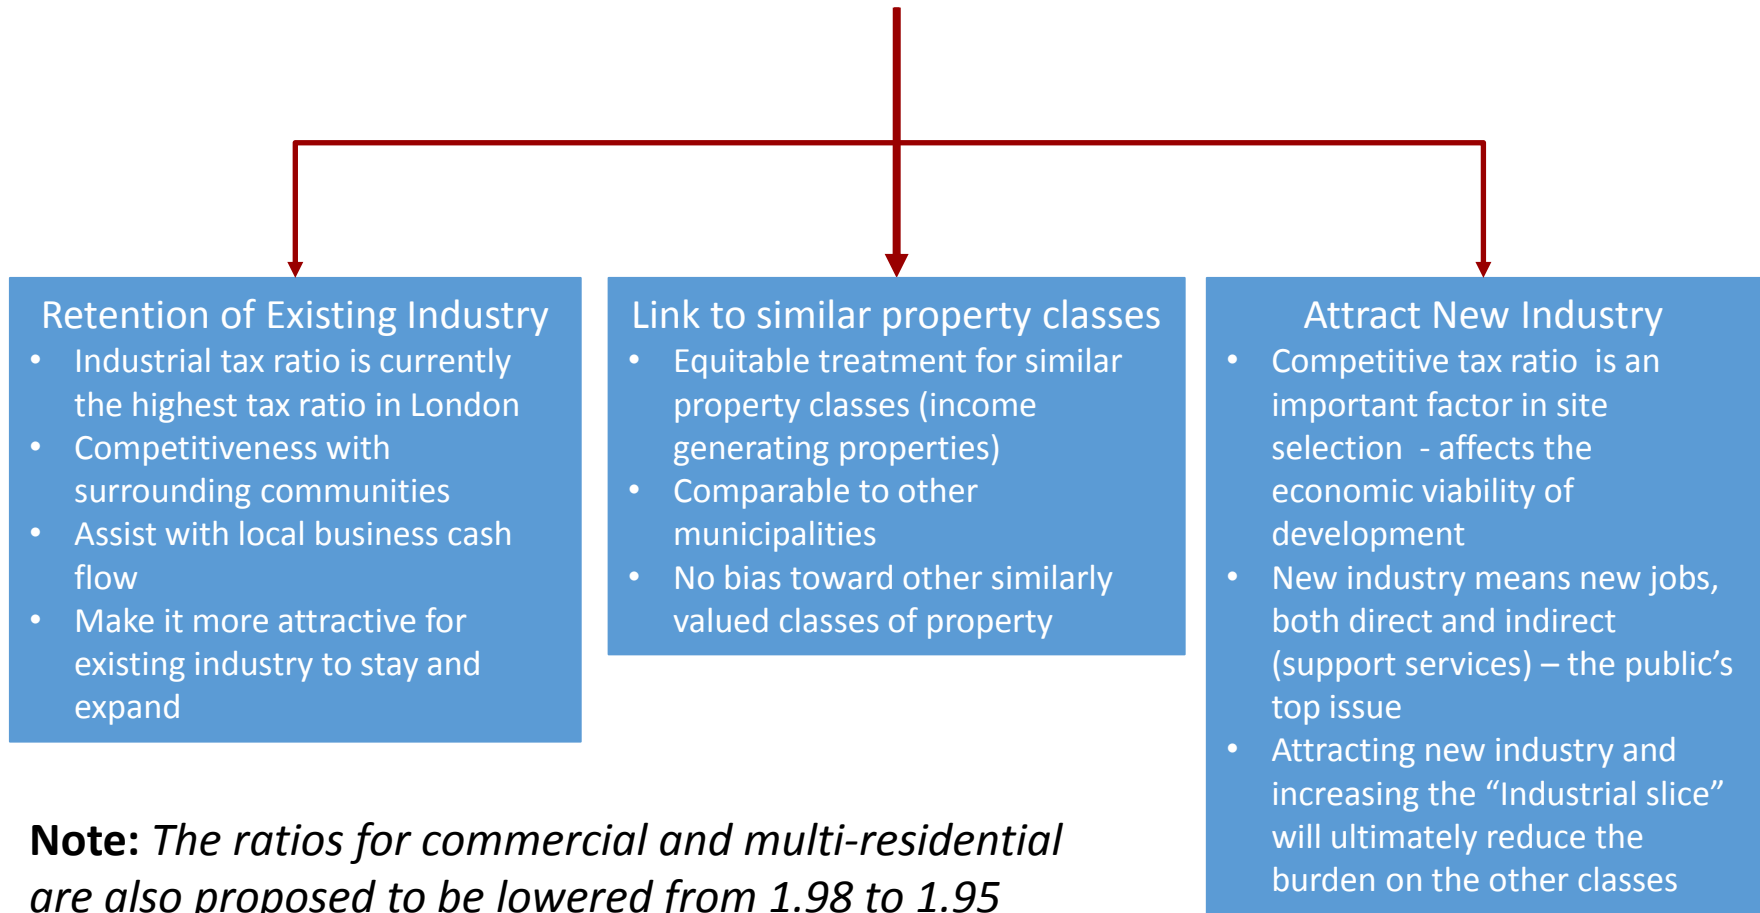 Retention of Existing Industry
• Industrial tax ratio is currently
the highest tax ratio in London
• Competitiveness with
surrounding communities
• Assist with local business cash
flow
• Make it more attractive for
existing industry to stay and
expand
Link to similar property classes
• Equitable treatment for similar
property classes (income
generating properties)
• Comparable to other
municipalities
• No bias toward other similarly
valued classes of property
Attract New Industry
• Competitive tax ratio  is an
important factor in site
selection  - affects the
economic viability of
development
• New industry means new jobs,
both direct and indirect
(support services) – the public’s
top issue
• Attracting new industry and
increasing the “Industrial slice”
will ultimately reduce the
burden on the other classes
Note: The ratios for commercial and multi-residential
are also proposed to be lowered from 1.98 to 1.95